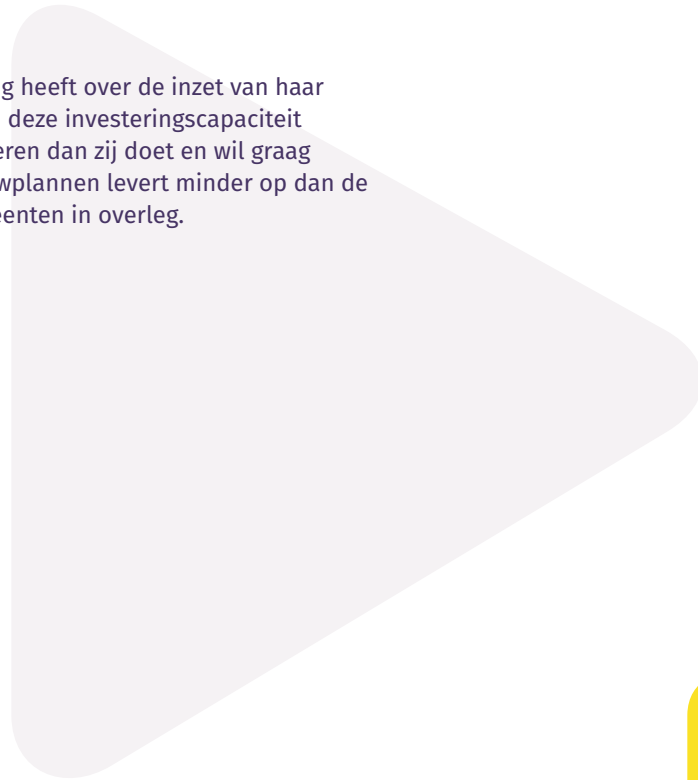 g heeft over de inzet van haar
deze investeringscapaciteit
eren dan zij doet en wil graag
wplannen levert minder op dan de
eenten in overleg.